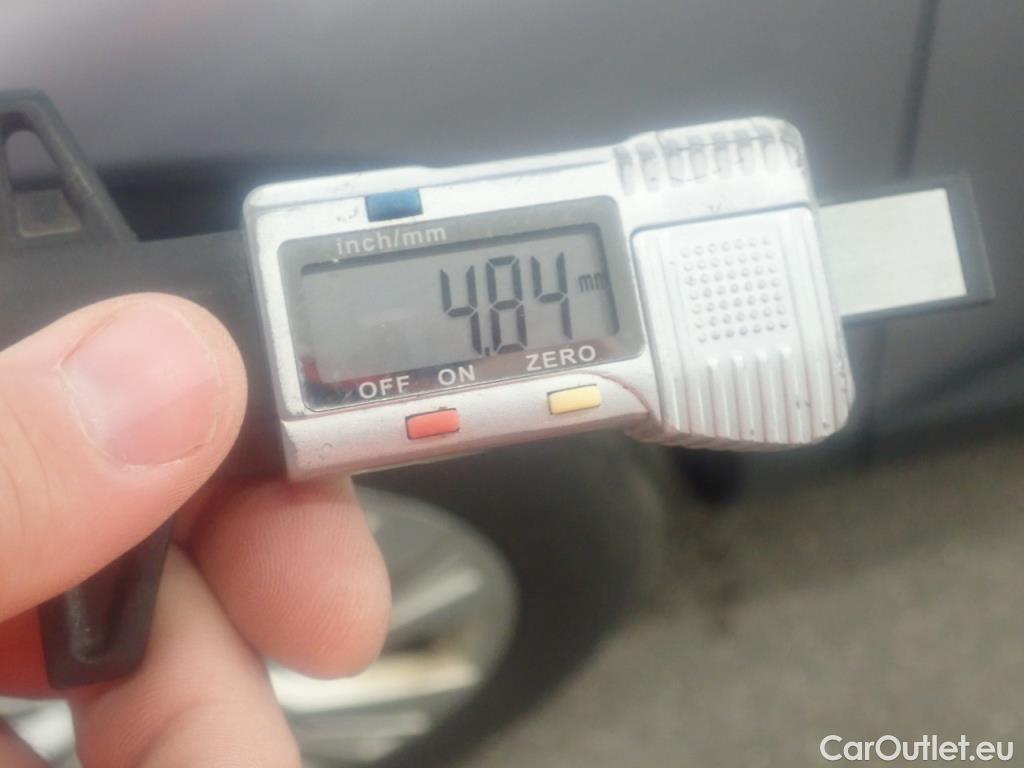 inch/mm
4.84 mm
OFF ON ZERO
CarOutlet.eu